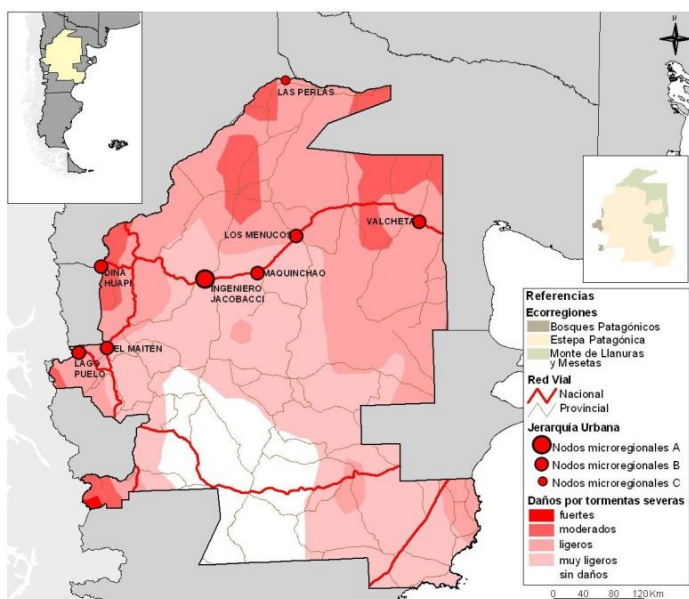 N
LAS PERLAS
VALCHETA
LOS MENUCOS
DINA
HUAPI
MAQUINCHAO
INGENIERO
JACOBACCI
EL MAITÉN
LAGO
PUELO
Referencias
Ecorregiones
Bosques Patagónicos
Estepa Patagónica
Monte de Llanuras
y Mesetas
Red Vial
Nacional
Provincial
Jerarquía Urbana
Nodos microregionales A
Nodos microregionales B
Nodos microregionales C
Daños por tormentas severas
fuertes
moderados
ligeros
muy ligeros
sin daños
0 40 80 120 Km